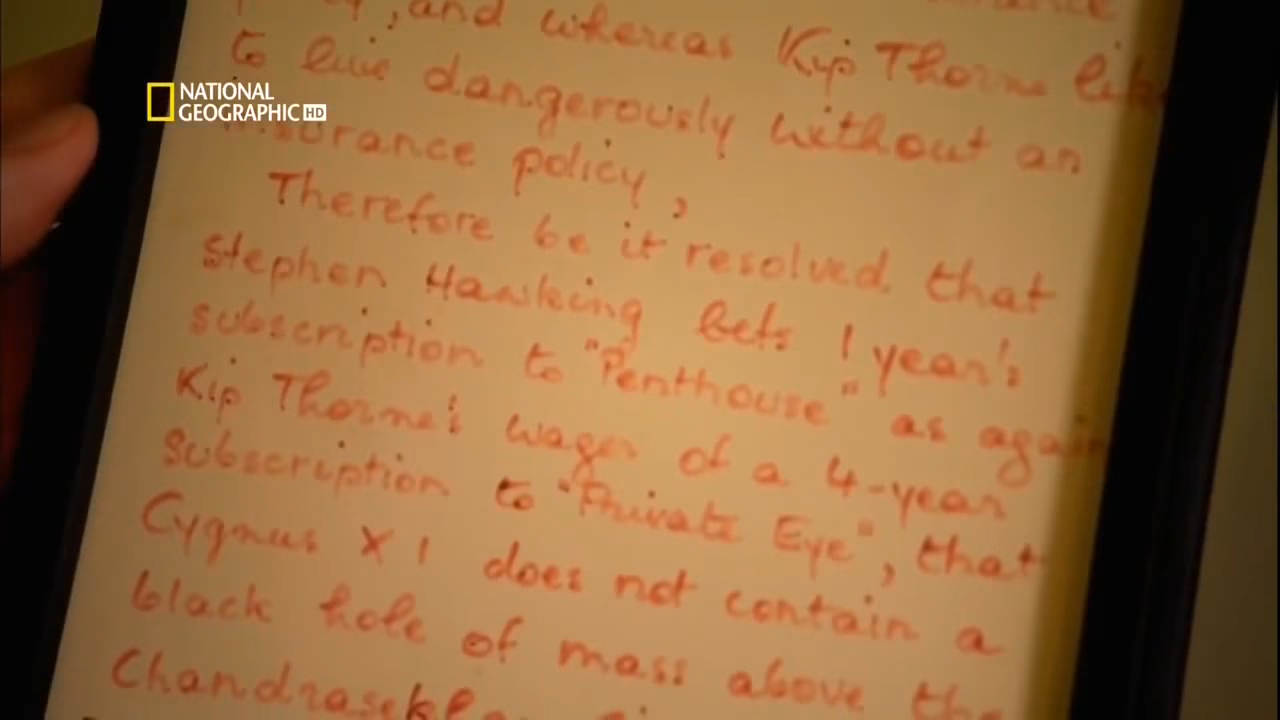 , and whereas Kip Thorne
to live dangerously without an
insurance policy,
Therefore be it resolved that
Stephen Hawking bets 1 year's
subscription to "Penthouse" as
Kip Thorne's wager of a 4-year
subscription to "Private Eye", that
Cygnus X 1 does not contain a
black hole of mass above the
NATIONAL
GEOGRAPHIC HD